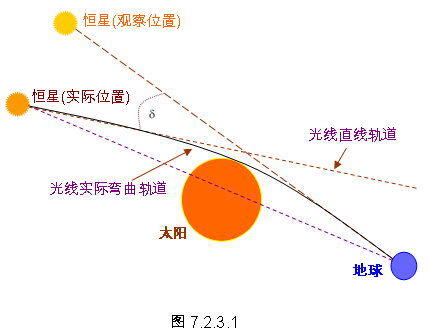 恒星(观察位置)
恒星(实际位置)
δ
光线直线轨道
光线实际弯曲轨道
太阳
地球
图 7.2.3.1